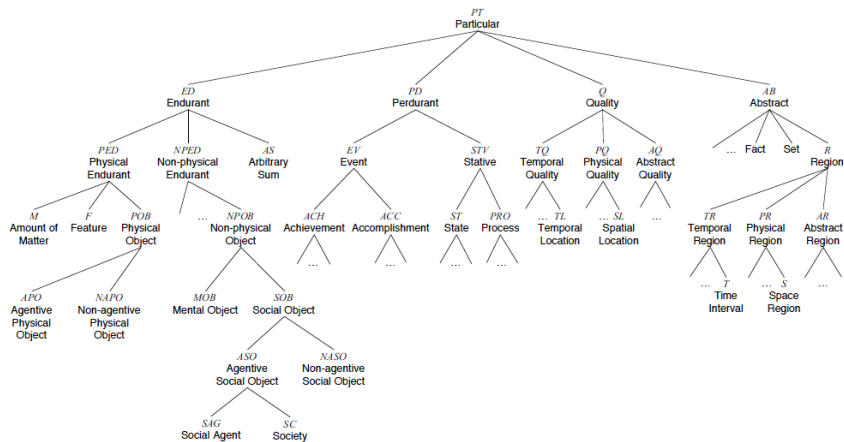 PT
Particular
ED PD Q AB
Endurant Perdurant Quality Abstract
PED NPED AS EV STV TQ PQ AQ ... Fact Set R
Physical Non-physical Arbitrary Event Stative Temporal Physical Abstract Region
Endurant Endurant Sum Quality Quality Quality
M F POB ... NPOB ACH ACC ST PRO ... TL ... SL ... TR PR AR
Amount of Feature Physical Non-physical Achievement Accomplishment State Process Temporal Spatial Temporal Physical Abstract
Matter Object Object Location Location Region Region Region
... ... ... ...
APO NAPO MOB SOB ... T ... S ...
Agentive Non-agentive Mental Object Social Object Time Space
Physical Physical Interval Region
Object Object
ASO NASO
Agentive Non-agentive
Social Object Social Object
SAG SC
Social Agent Society